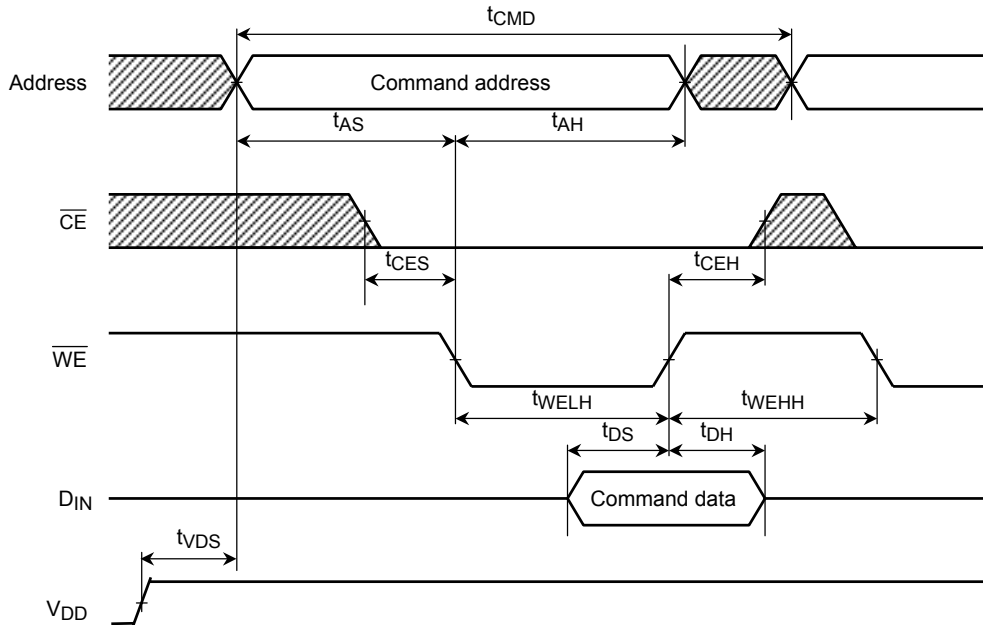 tCMD
Address
Command address
tAS
tAH
CE
tCES
tCEH
WE
tWELH
tWEHH
tDS
tDH
DIN
Command data
tVDS
VDD